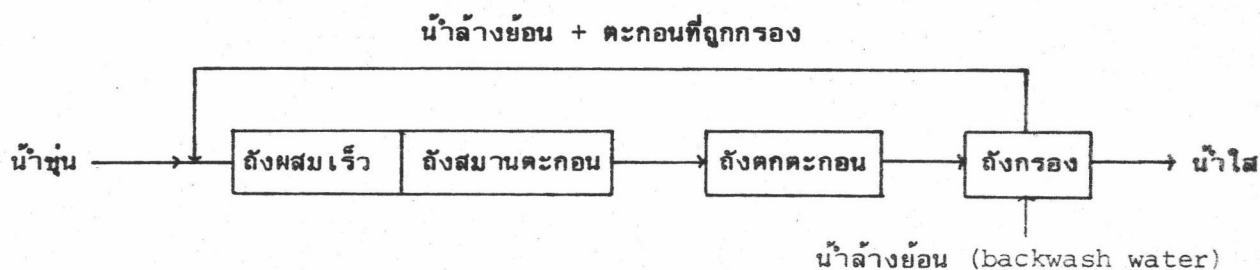 น้ำล้างย้อน + ตะกอนที่ถูกกรอง
น้ำขุ่น ถังผสมเร็ว ถังสมานตะกอน ถังตกตะกอน ถังกรอง น้ำใส
น้ำล้างย้อน (backwash water)